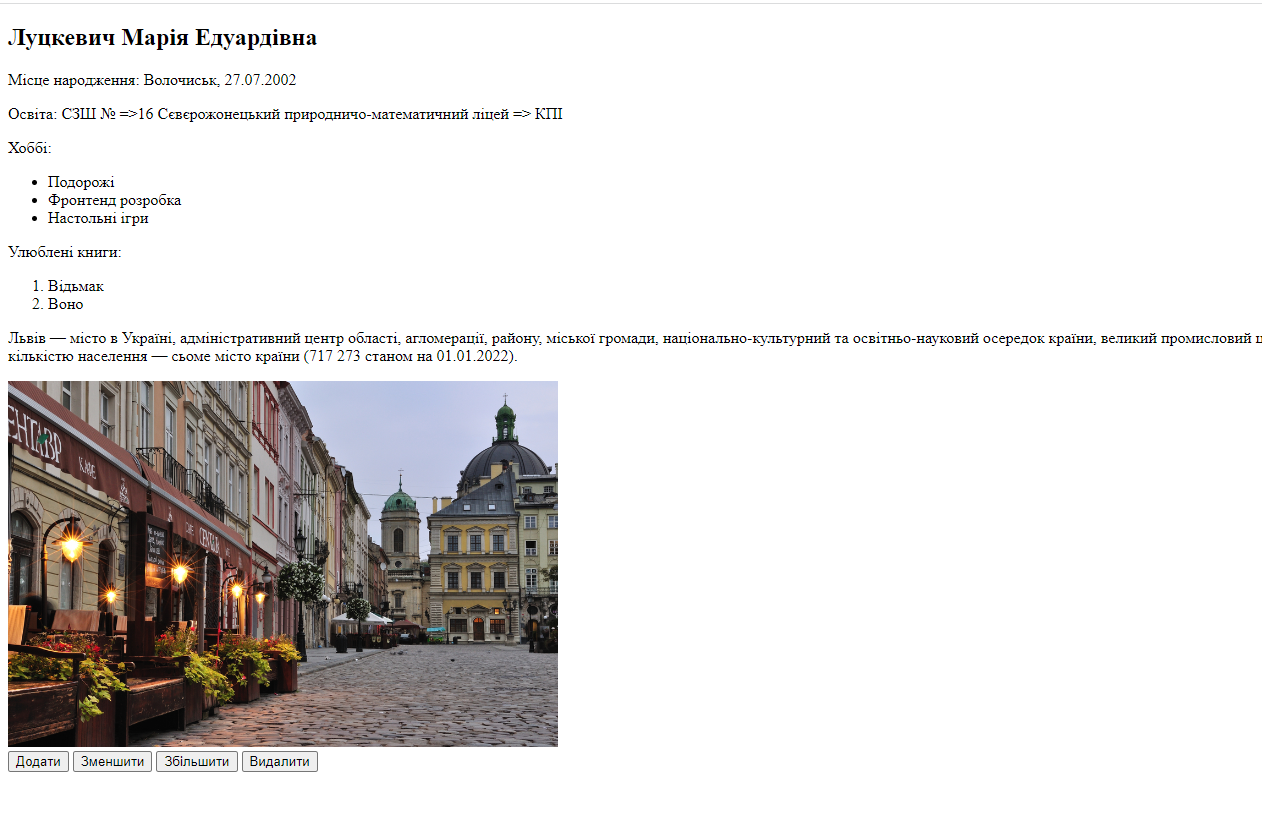 Луцкевич Марія Едуардівна
Місце народження: Волочиськ, 27.07.2002
Освіта: СЗШ № =>16 Сєвєрожонецький природничо-математичний ліцей => КПІ
Хоббі:
Подорожі
Фронтенд розробка
Настольні ігри
Улюблені книги:
1. Відьмак
2. Воно
Львів — місто в Україні, адміністративний центр області, агломерації, району, міської громади, національно-культурний та освітньо-науковий осередок країни, великий промисловий
кількістю населення — сьоме місто країни (717 273 станом на 01.01.2022).
ЕНТАВР
КАФЕ
Додати Зменшити Збільшити Видалити